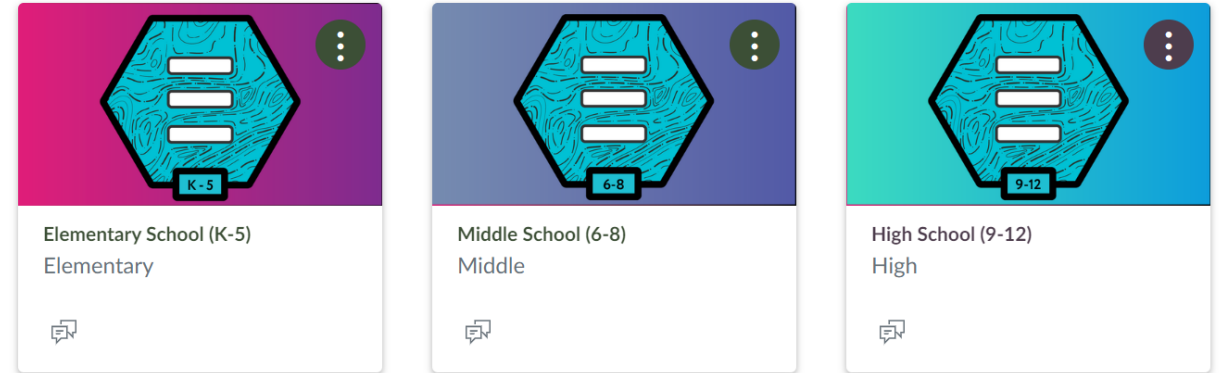 K-5
Elementary School (K-5)
Elementary
6-8
Middle School (6-8)
Middle
9-12
High School (9-12)
High